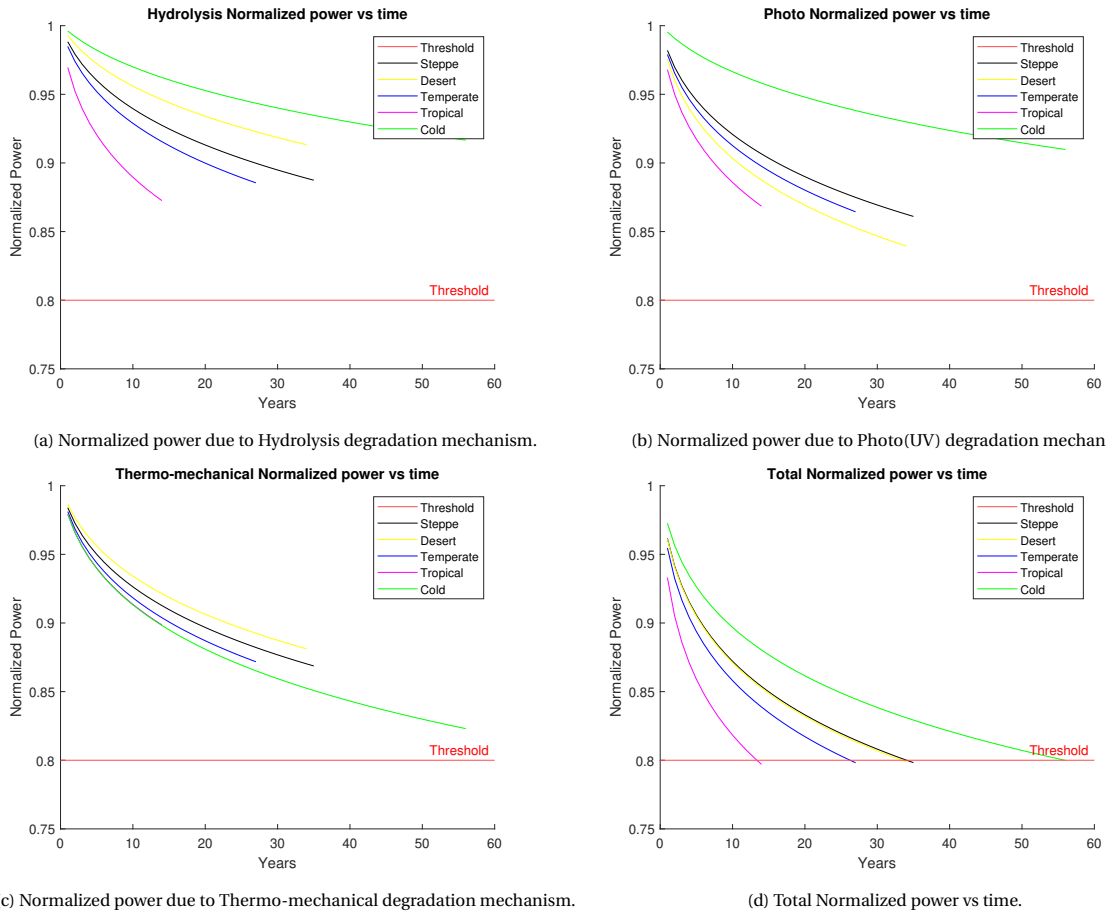 Hydrolysis Normalized power vs time
Normalized Power
1
0.95
0.9
0.85
0.8
0.75
Threshold
Steppe
Desert
Temperate
Tropical
Cold
Threshold
0 10 20 30 40 50 60
Years
(a) Normalized power due to Hydrolysis degradation mechanism.
Photo Normalized power vs time
Normalized Power
1
0.95
0.9
0.85
0.8
0.75
Threshold
Steppe
Desert
Temperate
Tropical
Cold
Threshold
0 10 20 30 40 50 60
Years
(b) Normalized power due to Photo(UV) degradation mechan
Thermo-mechanical Normalized power vs time
Normalized Power
1
0.95
0.9
0.85
0.8
0.75
Threshold
Steppe
Desert
Temperate
Tropical
Cold
Threshold
0 10 20 30 40 50 60
Years
c) Normalized power due to Thermo-mechanical degradation mechanism.
Total Normalized power vs time
Normalized Power
1
0.95
0.9
0.85
0.8
0.75
Threshold
Steppe
Desert
Temperate
Tropical
Cold
Threshold
0 10 20 30 40 50 60
Years
(d) Total Normalized power vs time.